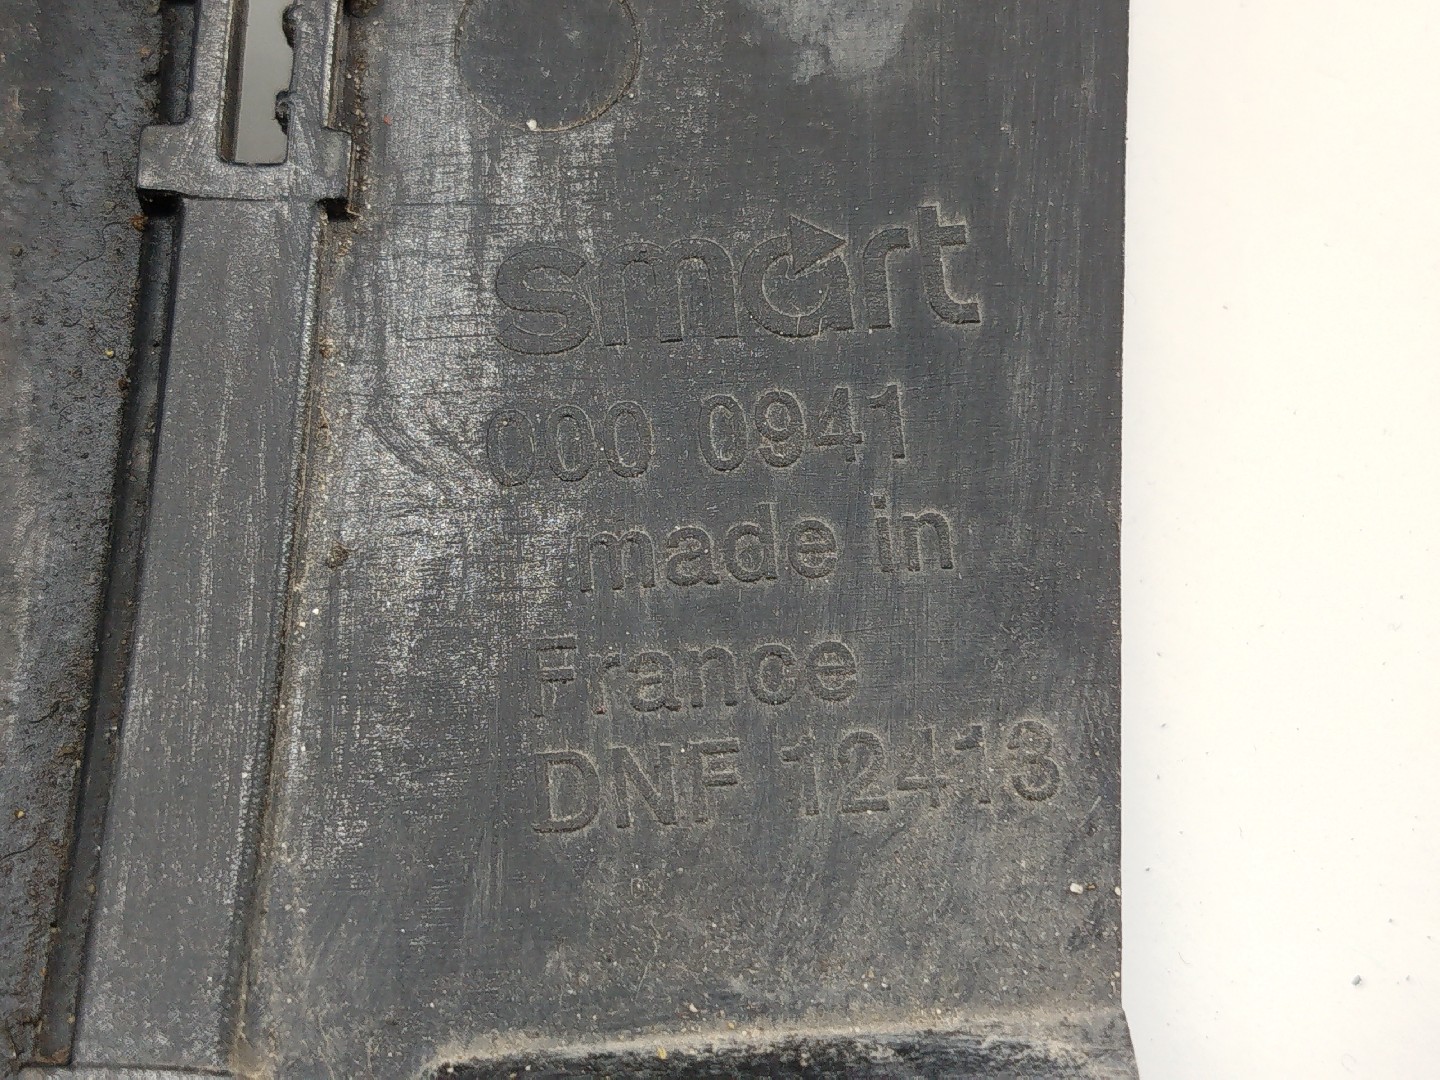 smart
000 0941
made in
France
DNF 12413